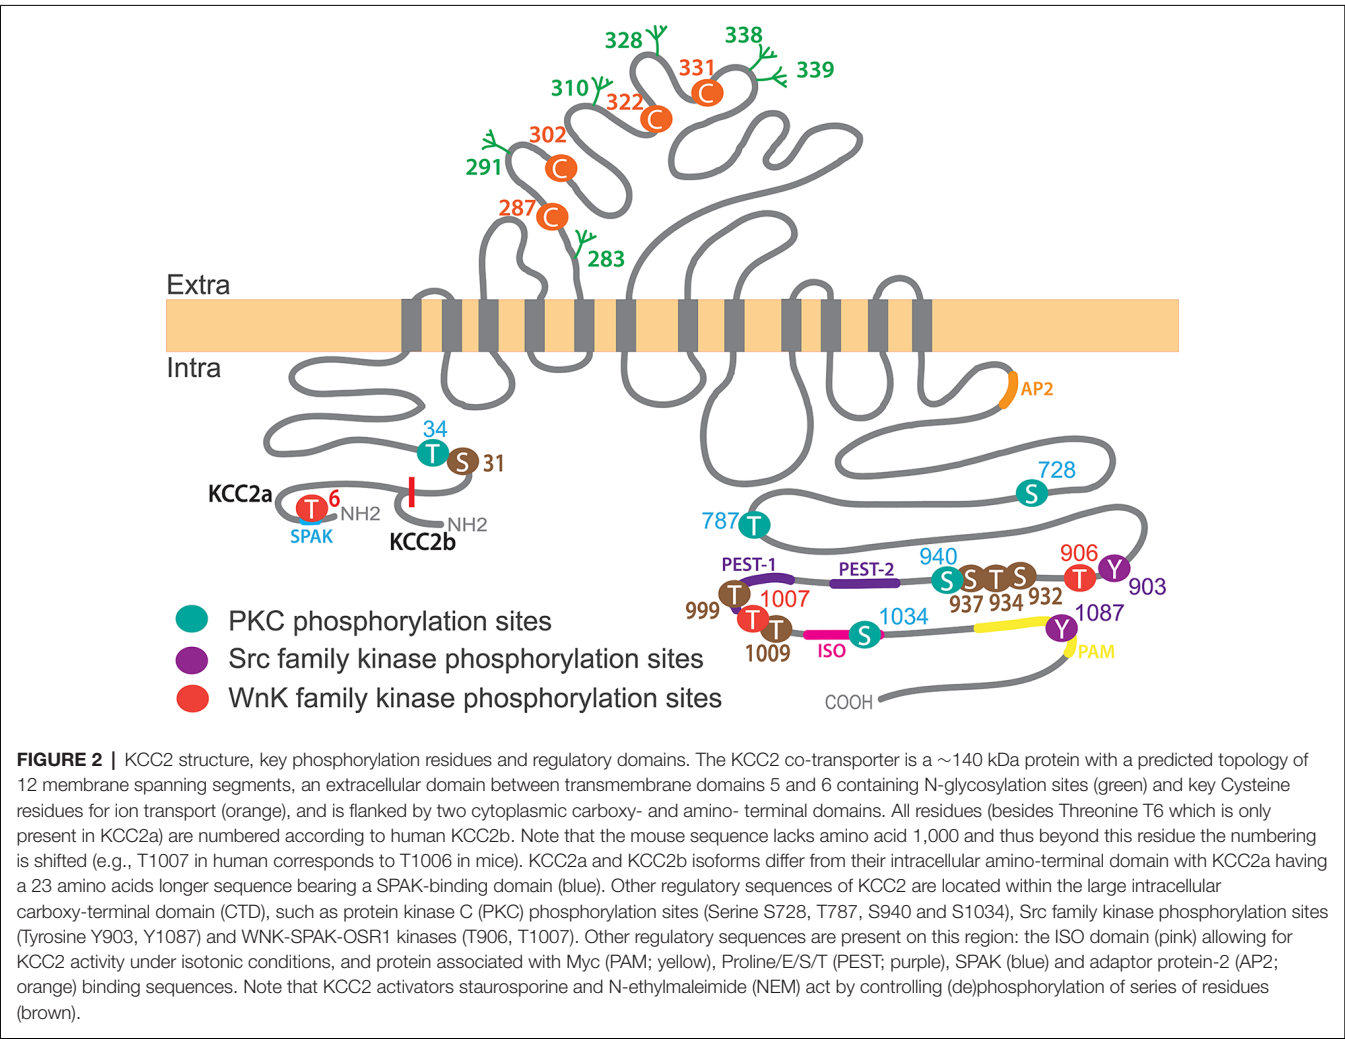 328
338
331
339
310
322
302
291
C
C
C
C
287
283
Extra
Intra
AP2
34
T
S
31
728
S
KCC2a
T
6
NH2
SPAK
NH2
KCC2b
787
T
940
906
PEST-1
PEST-2
S
S
T
S
T
Y
903
937
934
932
T
999
1007
T
T
1009
ISO
S
1034
1087
Y
PAM
COOH
PKC phosphorylation sites
Src family kinase phosphorylation sites
WnK family kinase phosphorylation sites
FIGURE 2 | KCC2 structure, key phosphorylation residues and regulatory domains. The KCC2 co-transporter is a ∼140 kDa protein with a predicted topology of
12 membrane spanning segments, an extracellular domain between transmembrane domains 5 and 6 containing N-glycosylation sites (green) and key Cysteine
residues for ion transport (orange), and is flanked by two cytoplasmic carboxy- and amino- terminal domains. All residues (besides Threonine T6 which is only
present in KCC2a) are numbered according to human KCC2b. Note that the mouse sequence lacks amino acid 1,000 and thus beyond this residue the numbering
is shifted (e.g., T1007 in human corresponds to T1006 in mice). KCC2a and KCC2b isoforms differ from their intracellular amino-terminal domain with KCC2a having
a 23 amino acids longer sequence bearing a SPAK-binding domain (blue). Other regulatory sequences of KCC2 are located within the large intracellular
carboxy-terminal domain (CTD), such as protein kinase C (PKC) phosphorylation sites (Serine S728, T787, S940 and S1034), Src family kinase phosphorylation sites
(Tyrosine Y903, Y1087) and WNK-SPAK-OSR1 kinases (T906, T1007). Other regulatory sequences are present on this region: the ISO domain (pink) allowing for
KCC2 activity under isotonic conditions, and protein associated with Myc (PAM; yellow), Proline/E/S/T (PEST; purple), SPAK (blue) and adaptor protein-2 (AP2;
orange) binding sequences. Note that KCC2 activators staurosporine and N-ethylmaleimide (NEM) act by controlling (de)phosphorylation of series of residues
(brown).